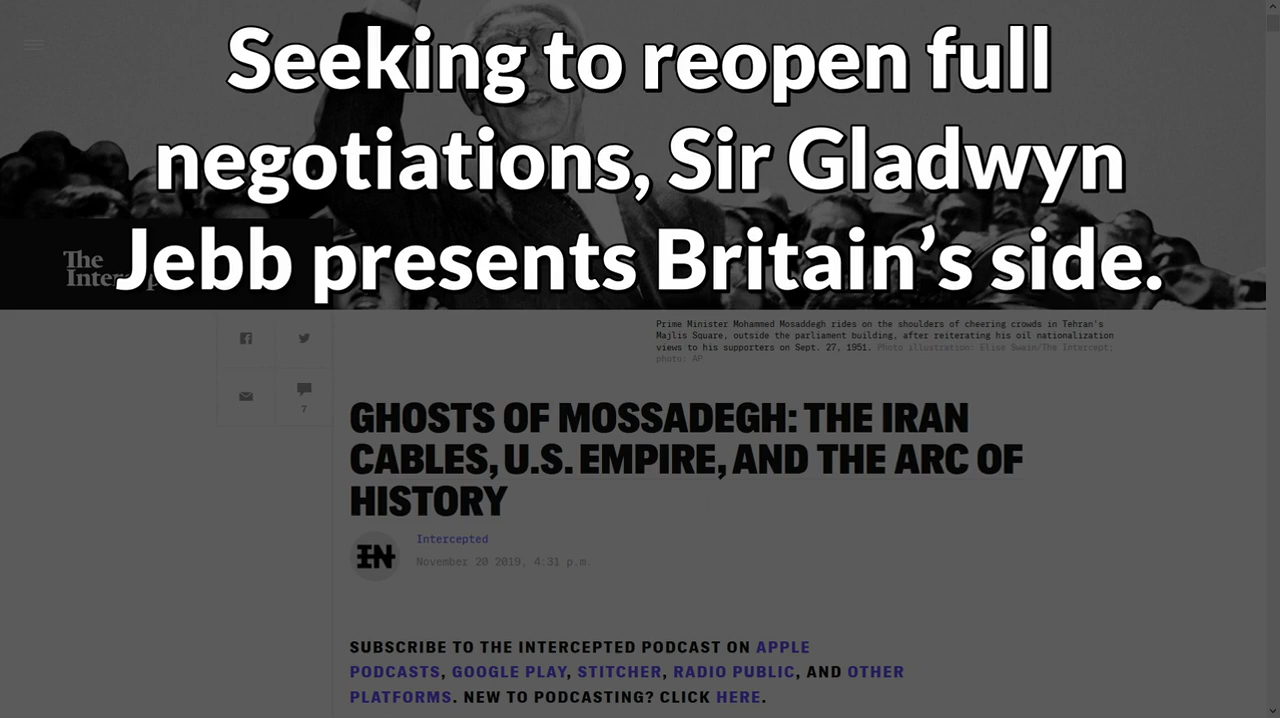 Seeking to reopen full
negotiations, Sir Gladwyn
Jebb presents Britain’s side.
The
Prime Minister Mohammed Mosaddegh rides on the shoulders of cheering crowds in Tehran's
Majlis Square, outside the parliament building, after reiterating his oil nationalization
views to his supporters on Sept. 27, 1951. Photo illustration: Elise Swain/The Intercept;
photo: AP
7
GHOSTS OF MOSSADEGH: THE IRAN
CABLES, U.S. EMPIRE, AND THE ARC OF
HISTORY
IN
Intercepted
November 20 2019, 4:31 p.m.
SUBSCRIBE TO THE INTERCEPTED PODCAST ON APPLE
PODCASTS, GOOGLE PLAY, STITCHER, RADIO PUBLIC, AND OTHER
PLATFORMS. NEW TO PODCASTING? CLICK HERE.